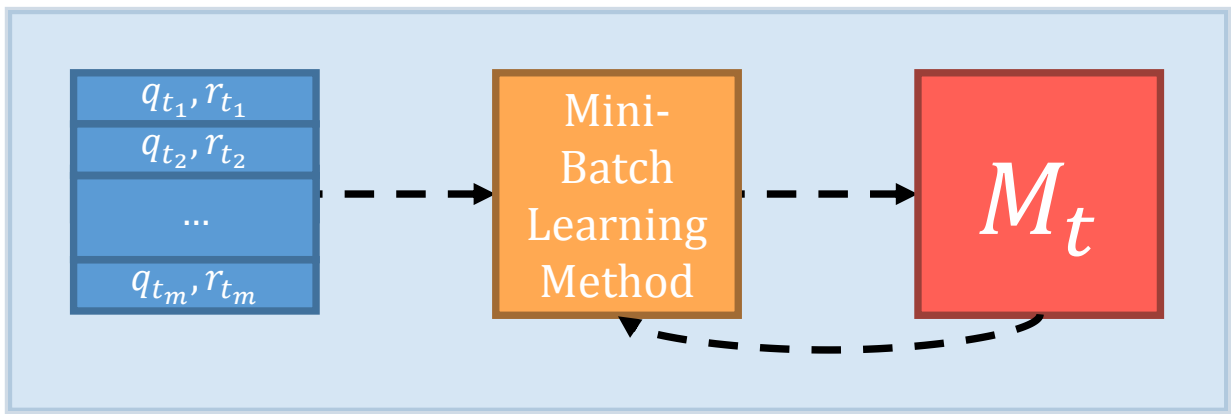 q_{t_1}, r_{t_1}
q_{t_2}, r_{t_2}
...
q_{t_m}, r_{t_m}
Mini-
Batch
Learning
Method
M_t